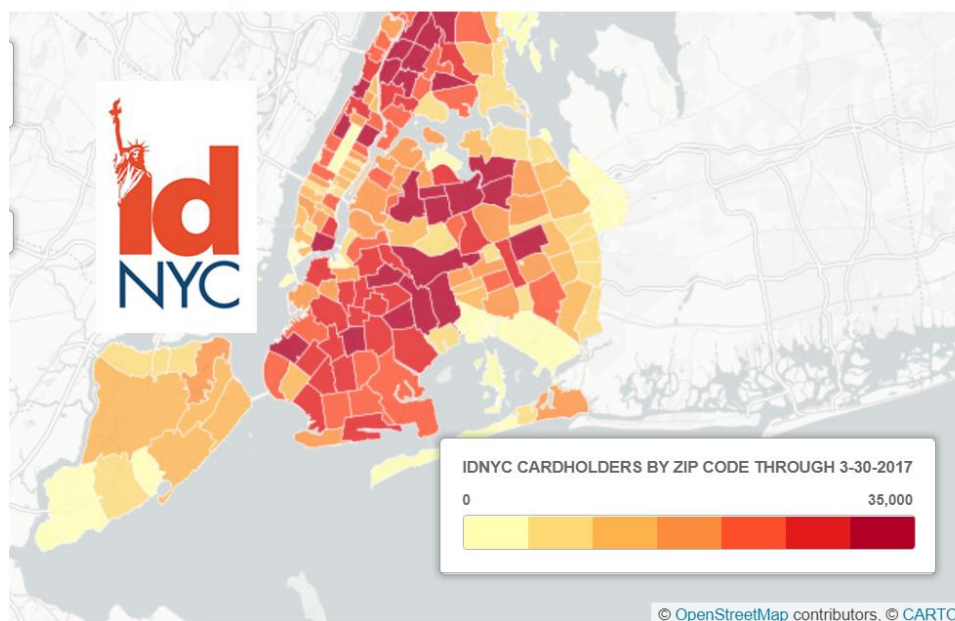 id
NYC
IDNYC CARDHOLDERS BY ZIP CODE THROUGH 3-30-2017
0 35,000
© OpenStreetMap contributors, © CARTO